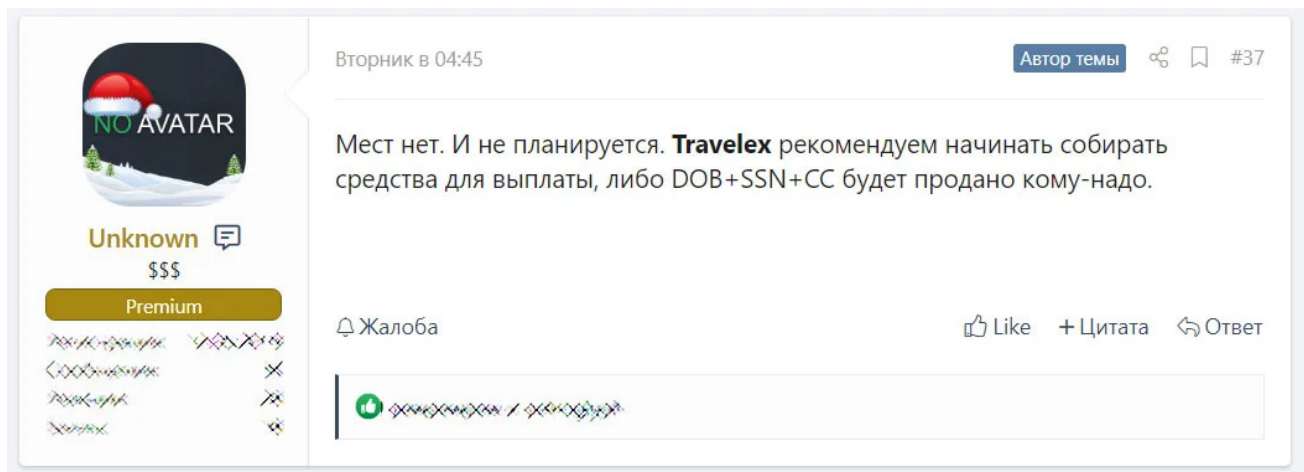 Вторник в 04:45
Автор темы
#37
NO AVATAR
Мест нет. И не планируется. Travelex рекомендуем начинать собирать
средства для выплаты, либо DOB+SSN+CC будет продано кому-надо.
Unknown
$$$
Premium
Жалоба
Like
+ Цитата
Ответ